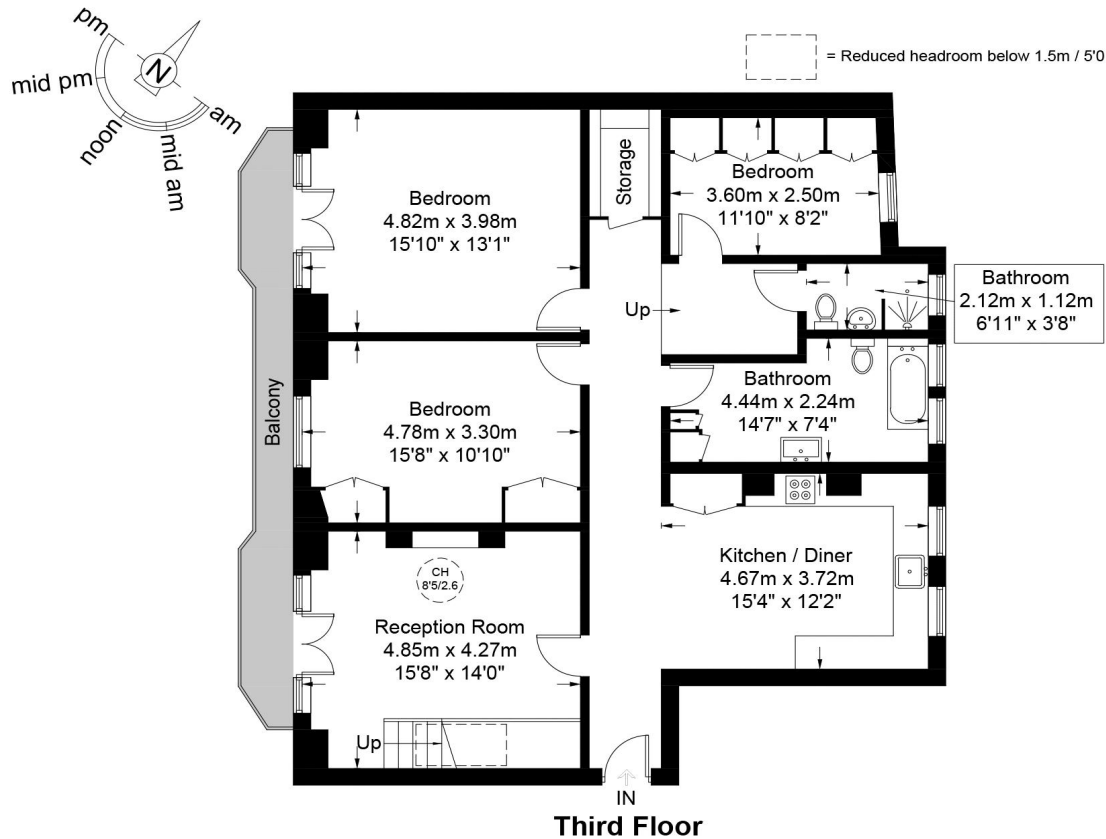 pm
mid pm
noon
mid am
am
N
= Reduced headroom below 1.5m / 5'0
Bedroom
4.82m x 3.98m
15'10" x 13'1"
Storage
Bedroom
3.60m x 2.50m
11'10" x 8'2"
Up
Bathroom
2.12m x 1.12m
6'11" x 3'8"
Balcony
Bedroom
4.78m x 3.30m
15'8" x 10'10"
Bathroom
4.44m x 2.24m
14'7" x 7'4"
CH
8'5/2.6
Reception Room
4.85m x 4.27m
15'8" x 14'0"
Kitchen / Diner
4.67m x 3.72m
15'4" x 12'2"
Up
IN
Third Floor